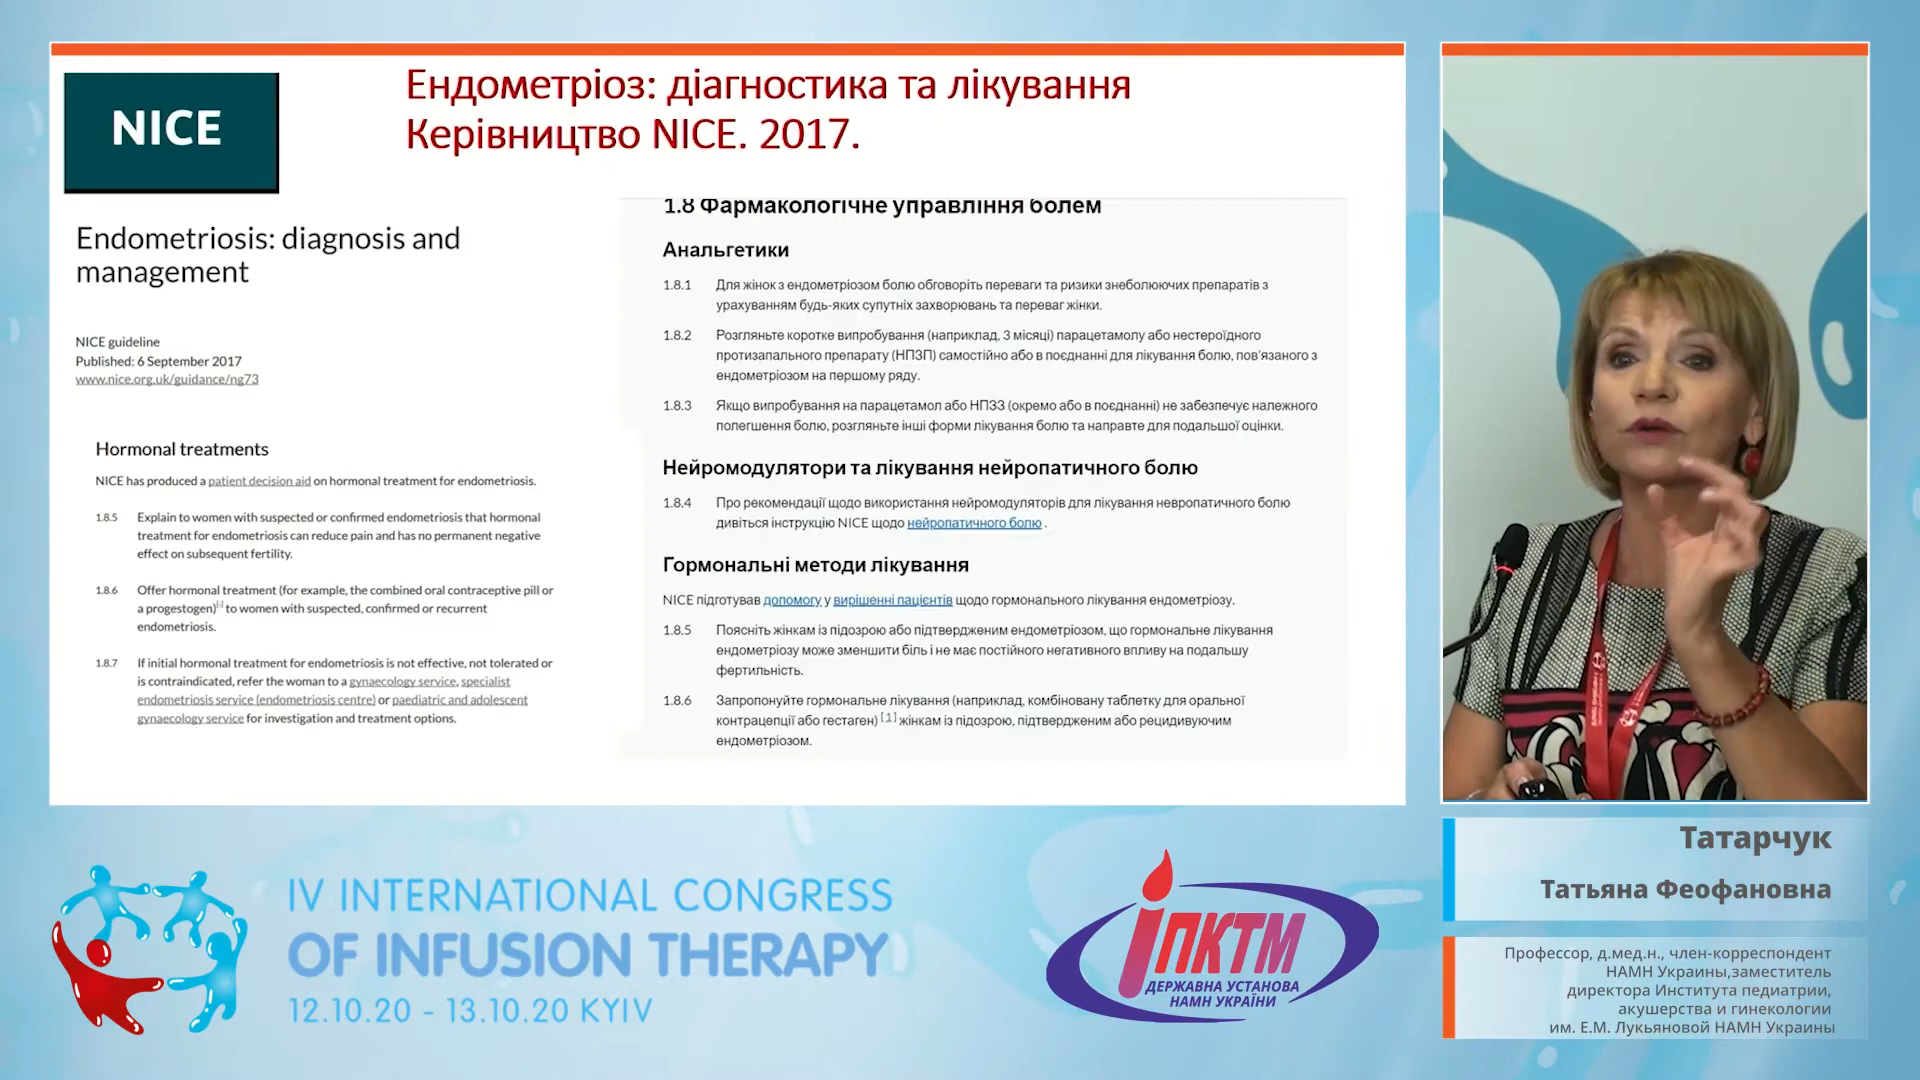 Ендометріоз: діагностика та лікування
Керівництво NICE. 2017.
NICE
Endometriosis: diagnosis and
management
NICE guideline
Published: 6 September 2017
www.nice.org.uk/guidance/ng73
Hormonal treatments
NICE has produced a patient decision aid on hormonal treatment for endometriosis.
1.8.5 Explain to women with suspected or confirmed endometriosis that hormonal
treatment for endometriosis can reduce pain and has no permanent negative
effect on subsequent fertility.
1.8.6 Offer hormonal treatment (for example, the combined oral contraceptive pill or
a progestogen) to women with suspected, confirmed or recurrent
endometriosis.
1.8.7 If initial hormonal treatment for endometriosis is not effective, not tolerated or
is contraindicated, refer the woman to a gynaecology service, specialist
endometriosis service (endometriosis centre) or paediatric and adolescent
gynaecology service for investigation and treatment options.
1.8 Фармакологічне управління болем
Анальгетики
1.8.1 Для жінок з ендометріозом болю обговоріть переваги та ризики знеболюючих препаратів з
урахуванням будь-яких супутніх захворювань та переваг жінки.
1.8.2 Розгляньте коротке випробування (наприклад, 3 місяці) парацетамолу або нестероїдного
протизапального препарату (НПЗП) самостійно або в поєднанні для лікування болю, пов'язаного з
ендометріозом на першому ряду.
1.8.3 Якщо випробування на парацетамол або НПЗЗ (окремо або в поєднанні) не забезпечує належного
полегшення болю, розгляньте інші форми лікування болю та направте для подальшої оцінки.
Нейромодулятори та лікування нейропатичного болю
1.8.4 Про рекомендації щодо використання нейромодуляторів для лікування невропатичного болю
дивіться інструкцію NICE щодо нейропатичного болю .
Гормональні методи лікування
NICE підготував допомогу у вирішенні пацієнтів щодо гормонального лікування ендометріозу.
1.8.5 Поясніть жінкам із підозрою або підтвердженим ендометріозом, що гормональне лікування
ендометріозу може зменшити біль і не має постійного негативного впливу на подальшу
фертильність.
1.8.6 Запропонуйте гормональне лікування (наприклад, комбіновану таблетку для оральної
контрацепції або гестаген) [1] жінкам із підозрою, підтвердженим або рецидивуючим
ендометріозом.
IV INTERNATIONAL CONGRESS
OF INFUSION THERAPY
12.10.20 - 13.10.20 KYIV
іПКТМ
ДЕРЖАВНА УСТАНОВА
НАМН УКРАЇНИ
Татарчук
Татьяна Феофановна
Профессор, д.мед.н., член-корреспондент
НАМН Украины,заместитель
директора Института педиатрии,
акушерства и гинекологии
им. Е.М. Лукьяновой НАМН Украины